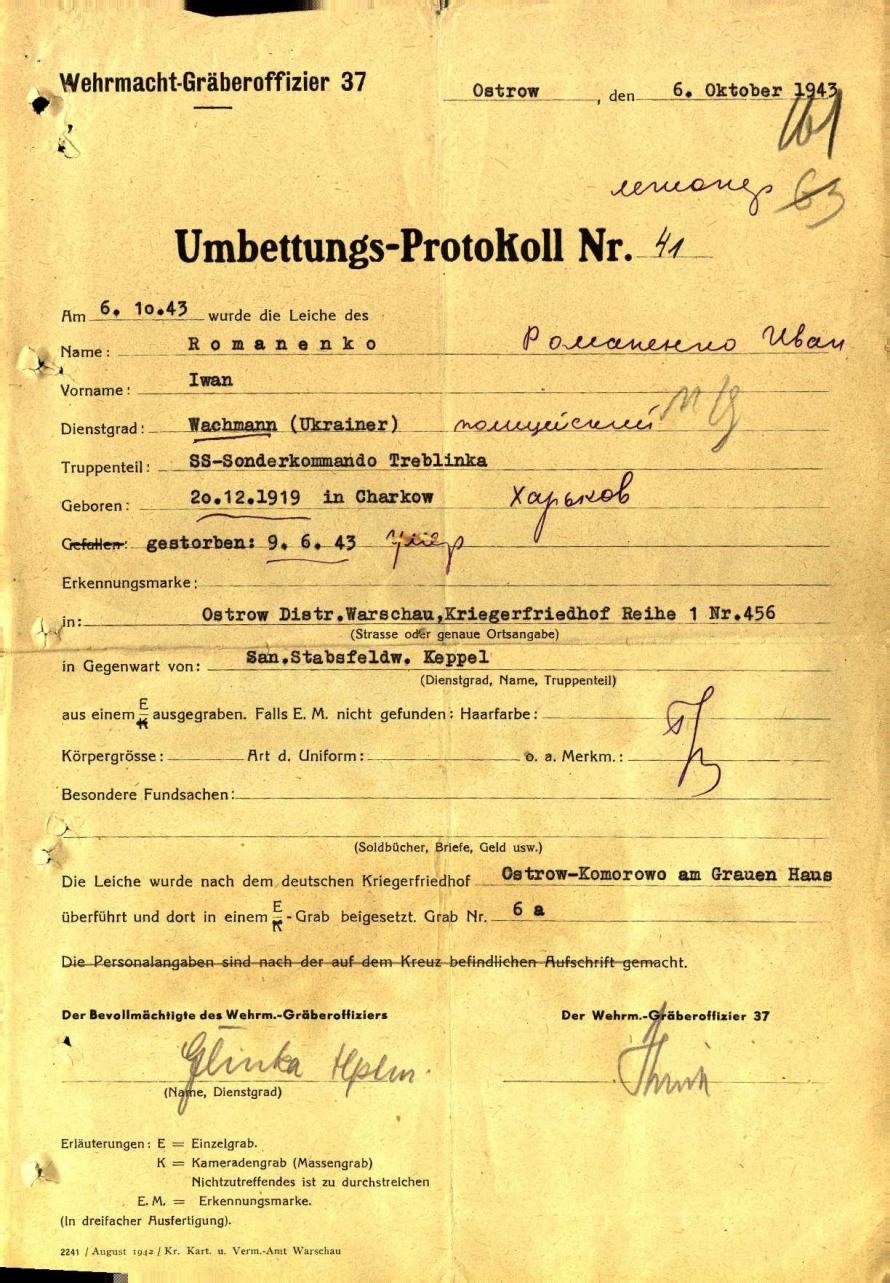 Wehrmacht-Gräberoffizier 37
Ostrow, den 6. Oktober 1943
161
63
Umbettungs-Protokoll Nr. 41
Am 6. 10.43 wurde die Leiche des
Name: Romanenko Романенко Иван
Vorname: Iwan
Dienstgrad: Wachmann (Ukrainer) полицейский
Truppenteil: SS-Sonderkommando Treblinka
Geboren: 20.12.1919 in Charkow Харьков
Gefallen: gestorben: 9. 6. 43 умер
Erkennungsmarke:
in: Ostrow Distr.Warschau,Kriegerfriedhof Reihe 1 Nr.456
(Strasse oder genaue Ortsangabe)
in Gegenwart von: San.Stabsfeldw. Keppel
(Dienstgrad, Name, Truppenteil)
aus einem E/K ausgegraben. Falls E. M. nicht gefunden: Haarfarbe:
Körpergrösse: Art d. Uniform: o. a. Merkm.:
Besondere Fundsachen:
(Soldbücher, Briefe, Geld usw.)
Die Leiche wurde nach dem deutschen Kriegerfriedhof Ostrow-Komorowo am Grauen Haus
überführt und dort in einem E/K-Grab beigesetzt. Grab Nr. 6 a
Die Personalangaben sind nach der auf dem Kreuz befindlichen Aufschrift gemacht.
Der Bevollmächtigte des Wehrm.-Gräberoffiziers Der Wehrm.-Gräberoffizier 37
Glinka
(Name, Dienstgrad)
Erläuterungen: E = Einzelgrab.
K = Kameradengrab (Massengrab)
Nichtzutreffendes ist zu durchstreichen
E. M. = Erkennungsmarke.
(In dreifacher Ausfertigung).
2241 / August 1942 / Kr. Kart. u. Verm.-Amt Warschau